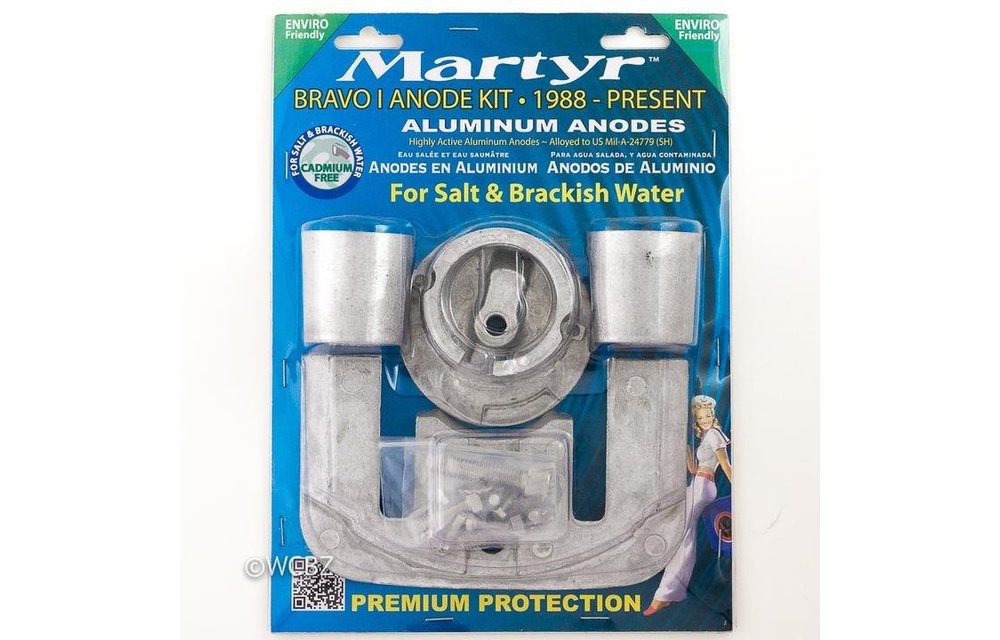 ENVIRO
Friendly
ENVIRO
Friendly
Martyr™
BRAVO I ANODE KIT • 1988 - PRESENT
ALUMINUM ANODES
Highly Active Aluminum Anodes ~ Alloyed to US Mil-A-24779 (SH)
FOR SALT & BRACKISH WATER
CADMIUM
FREE
EAU SALÉE ET EAU SAUMÂTRE
ANODES EN ALUMINIUM
PARA AGUA SALADA, Y AGUA CONTAMINADA
ANODOS DE ALUMINIO
For Salt & Brackish Water
©WCBZ
PREMIUM PROTECTION